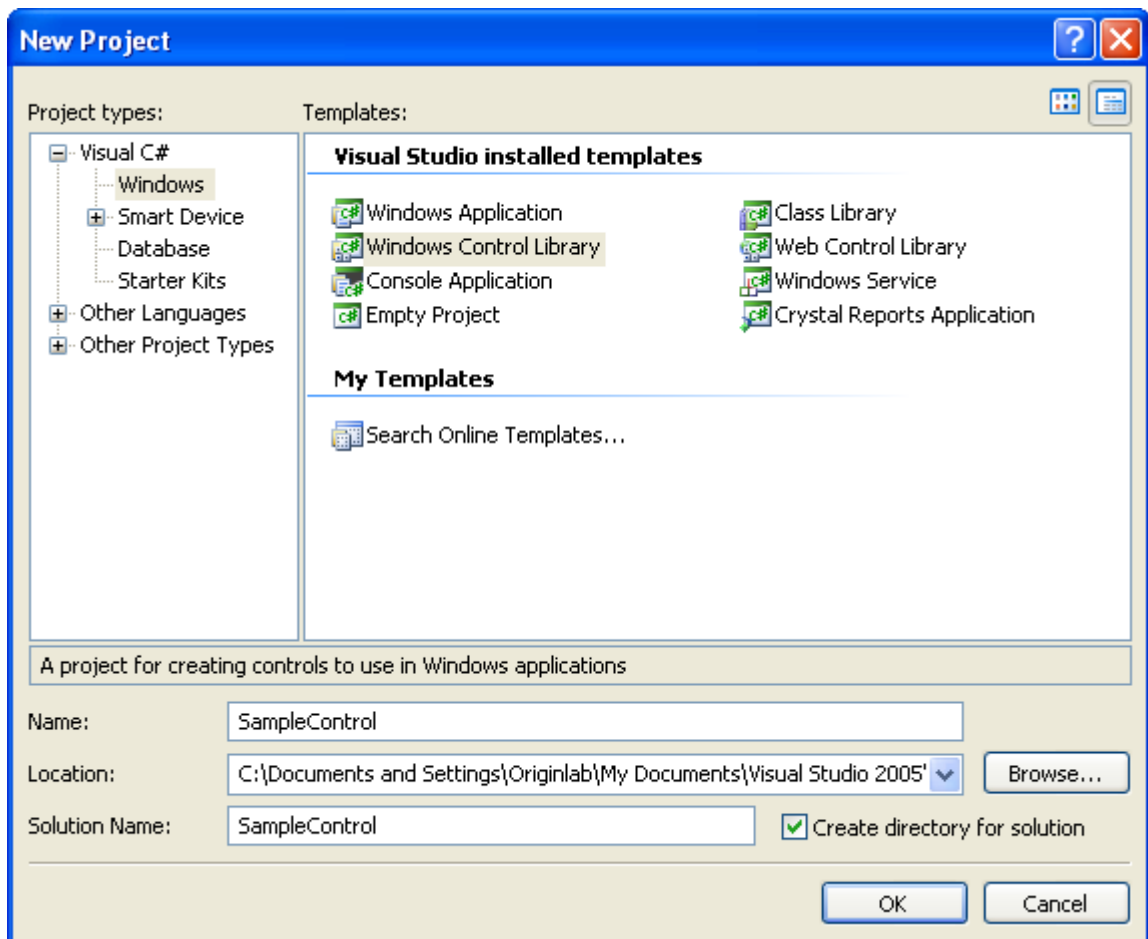 New Project
Project types:
Templates:
Visual C#
Windows
Smart Device
Database
Starter Kits
Other Languages
Other Project Types
Visual Studio installed templates
Windows Application
Windows Control Library
Console Application
Empty Project
Class Library
Web Control Library
Windows Service
Crystal Reports Application
My Templates
Search Online Templates...
A project for creating controls to use in Windows applications
Name:
SampleControl
Location:
C:\Documents and Settings\Originlab\My Documents\Visual Studio 2005
Browse...
Solution Name:
SampleControl
Create directory for solution
OK
Cancel